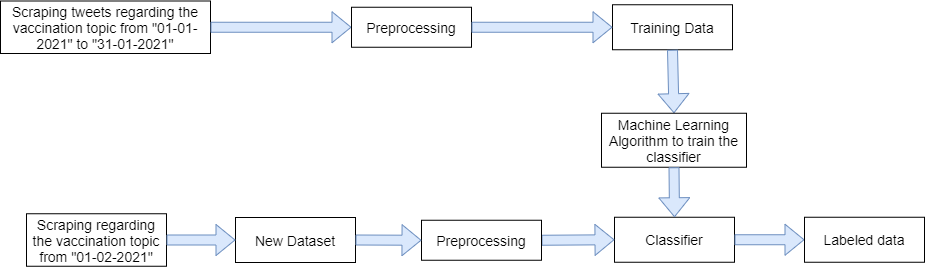 Scraping tweets regarding the
vaccination topic from "01-01-
2021" to "31-01-2021"
Preprocessing
Training Data
Machine Learning
Algorithm to train the
classifier
Scraping regarding
the vaccination topic
from "01-02-2021"
New Dataset
Preprocessing
Classifier
Labeled data